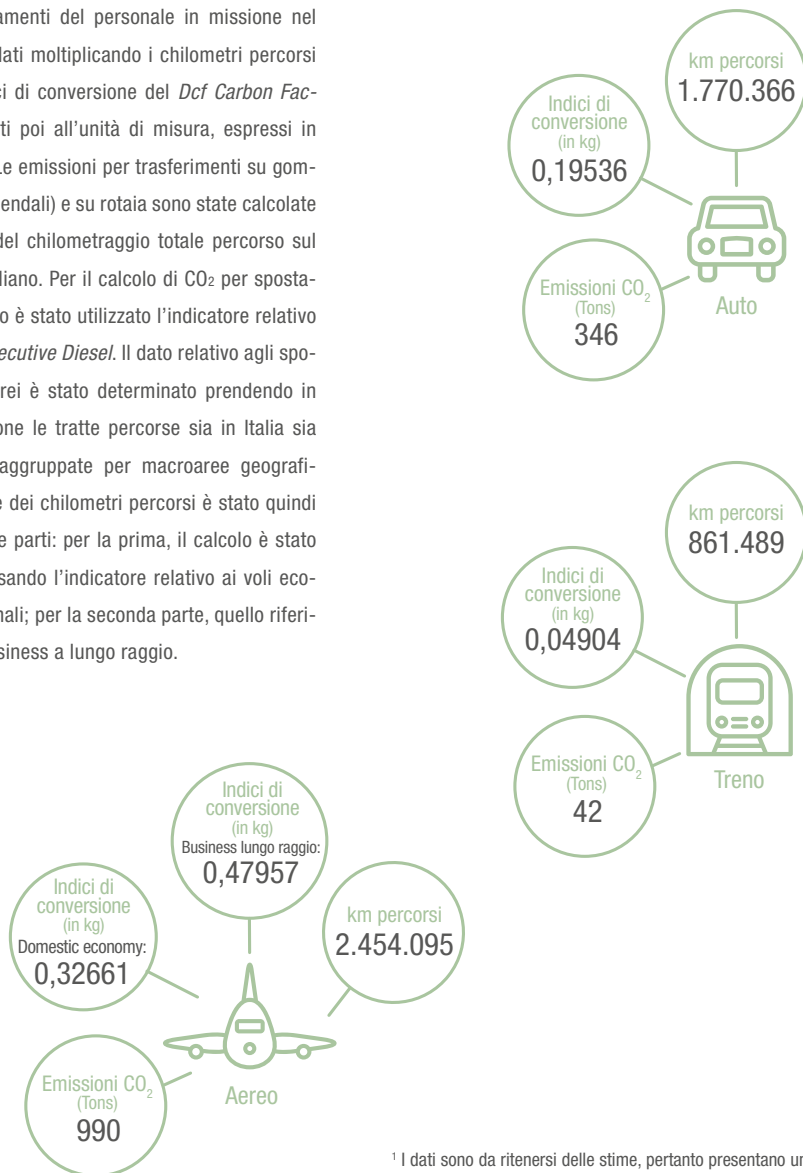 amenti del personale in missione nel
lati moltiplicando i chilometri percorsi
ci di conversione del Dcf Carbon Fac-
ti poi all’unità di misura, espressi in
Le emissioni per trasferimenti su gom-
endali) e su rotaia sono state calcolate
del chilometraggio totale percorso sul
liano. Per il calcolo di CO2 per sposta-
o è stato utilizzato l’indicatore relativo
ecutive Diesel. Il dato relativo agli spo-
rei è stato determinato prendendo in
one le tratte percorse sia in Italia sia
aggruppate per macroaree geografi-
e dei chilometri percorsi è stato quindi
e parti: per la prima, il calcolo è stato
sando l’indicatore relativo ai voli eco-
nali; per la seconda parte, quello riferi-
siness a lungo raggio.
km percorsi
1.770.366
Indici di
conversione
(in kg)
0,19536
Emissioni CO2
(Tons)
346
Auto
km percorsi
861.489
Indici di
conversione
(in kg)
0,04904
Emissioni CO2
(Tons)
42
Treno
Indici di
conversione
(in kg)
Business lungo raggio:
0,47957
Indici di
conversione
(in kg)
Domestic economy:
0,32661
km percorsi
2.454.095
Emissioni CO2
(Tons)
990
Aereo
1 I dati sono da ritenersi delle stime, pertanto presentano un